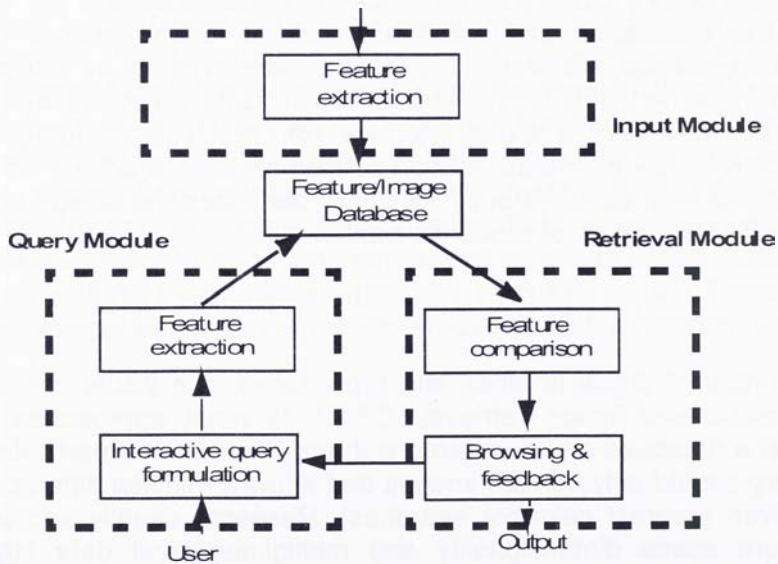 Feature
extraction
Input Module
Feature/Image
Database
Query Module
Retrieval Module
Feature
extraction
Feature
comparison
Interactive query
formulation
Browsing &
feedback
User
Output